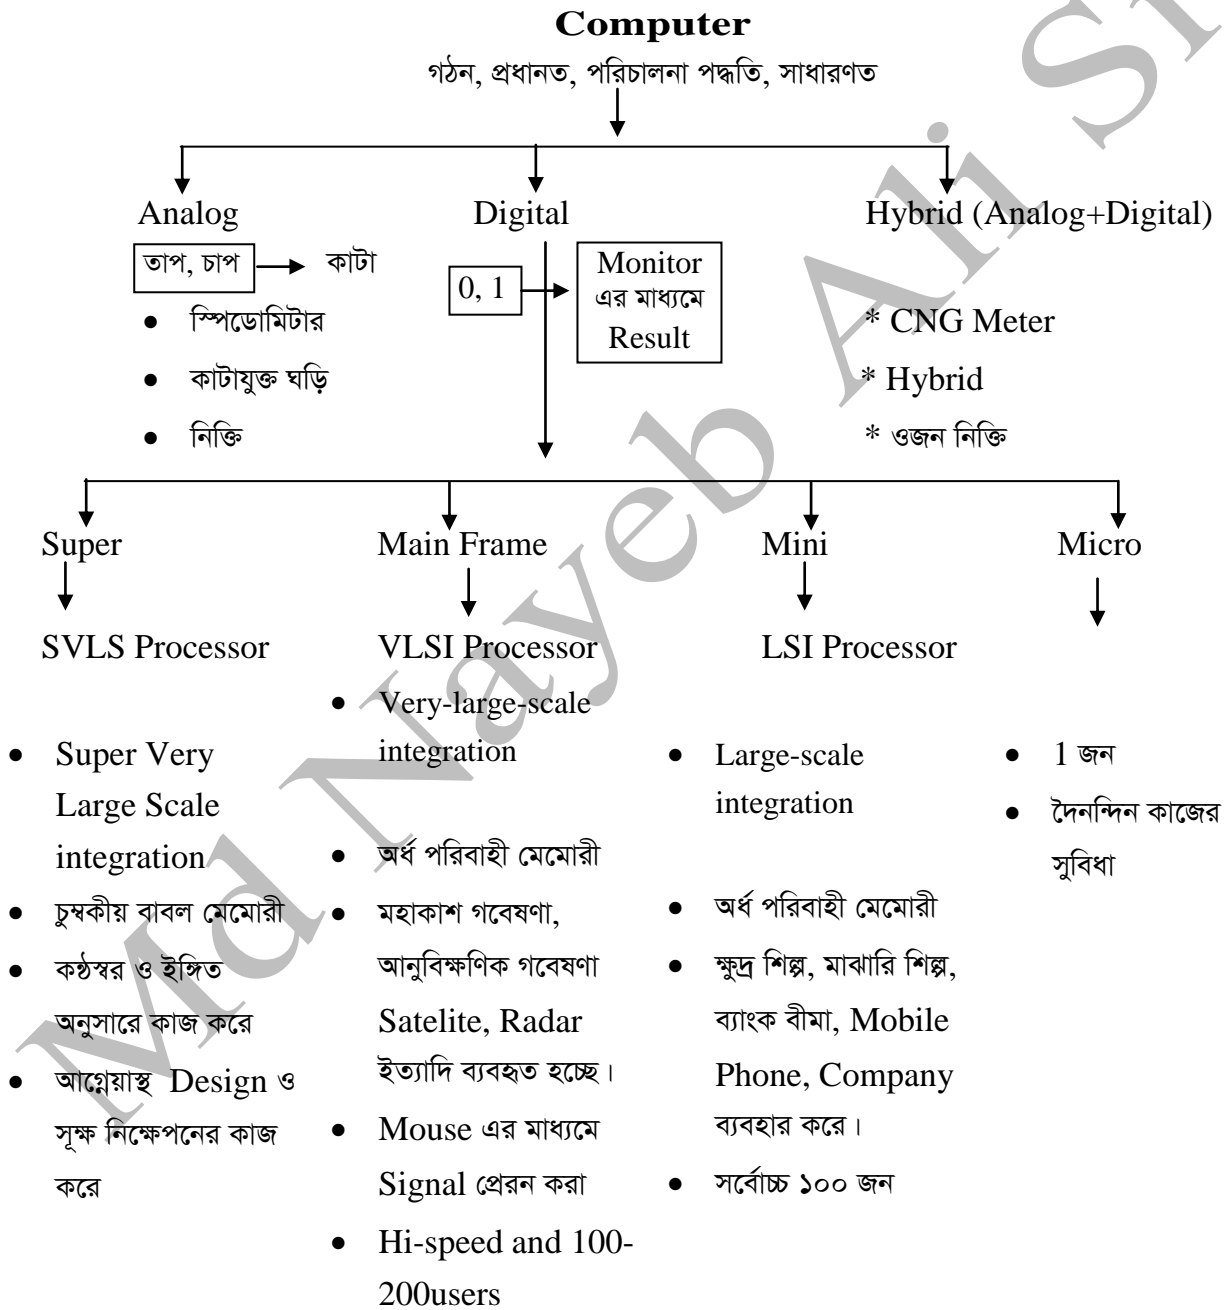 Computer
গঠন, প্রধানত, পরিচালনা পদ্ধতি, সাধারণত
Analog
Digital
Hybrid (Analog+Digital)
তাপ, চাপ
কাটা
0, 1
Monitor
এর মাধ্যমে
Result
স্পিডোমিটার
কাটাযুক্ত ঘড়ি
নিক্তি
* CNG Meter
* Hybrid
* ওজন নিক্তি
Super
Main Frame
Mini
Micro
SVLS Processor
VLSI Processor
LSI Processor
• Super Very
Large Scale
integration
• চুম্বকীয় বাবল মেমোরী
• কন্ঠস্বর ও ইঙ্গিত
অনুসারে কাজ করে
• আগ্নেয়াস্থ Design ও
সূক্ষ নিক্ষেপনের কাজ
করে
• Very-large-scale
integration
• অর্ধ পরিবাহী মেমোরী
• মহাকাশ গবেষণা,
আনুবিক্ষণিক গবেষণা
Satelite, Radar
ইত্যাদি ব্যবহৃত হচ্ছে।
• Mouse এর মাধ্যমে
Signal প্রেরন করা
• Hi-speed and 100-
200users
• Large-scale
integration
• অর্ধ পরিবাহী মেমোরী
• ক্ষুদ্র শিল্প, মাঝারি শিল্প,
ব্যাংক বীমা, Mobile
Phone, Company
ব্যবহার করে।
• সর্বোচ্চ ১০০ জন
• 1 জন
• দৈনন্দিন কাজের
সুবিধা
Md Nayeb Ali Si